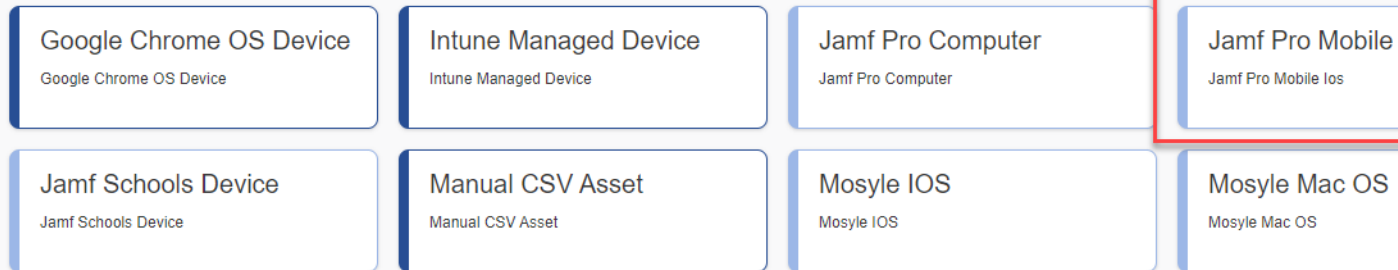 Google Chrome OS Device
Google Chrome OS Device
Intune Managed Device
Intune Managed Device
Jamf Pro Computer
Jamf Pro Computer
Jamf Pro Mobile
Jamf Pro Mobile Ios
Jamf Schools Device
Jamf Schools Device
Manual CSV Asset
Manual CSV Asset
Mosyle IOS
Mosyle IOS
Mosyle Mac OS
Mosyle Mac OS